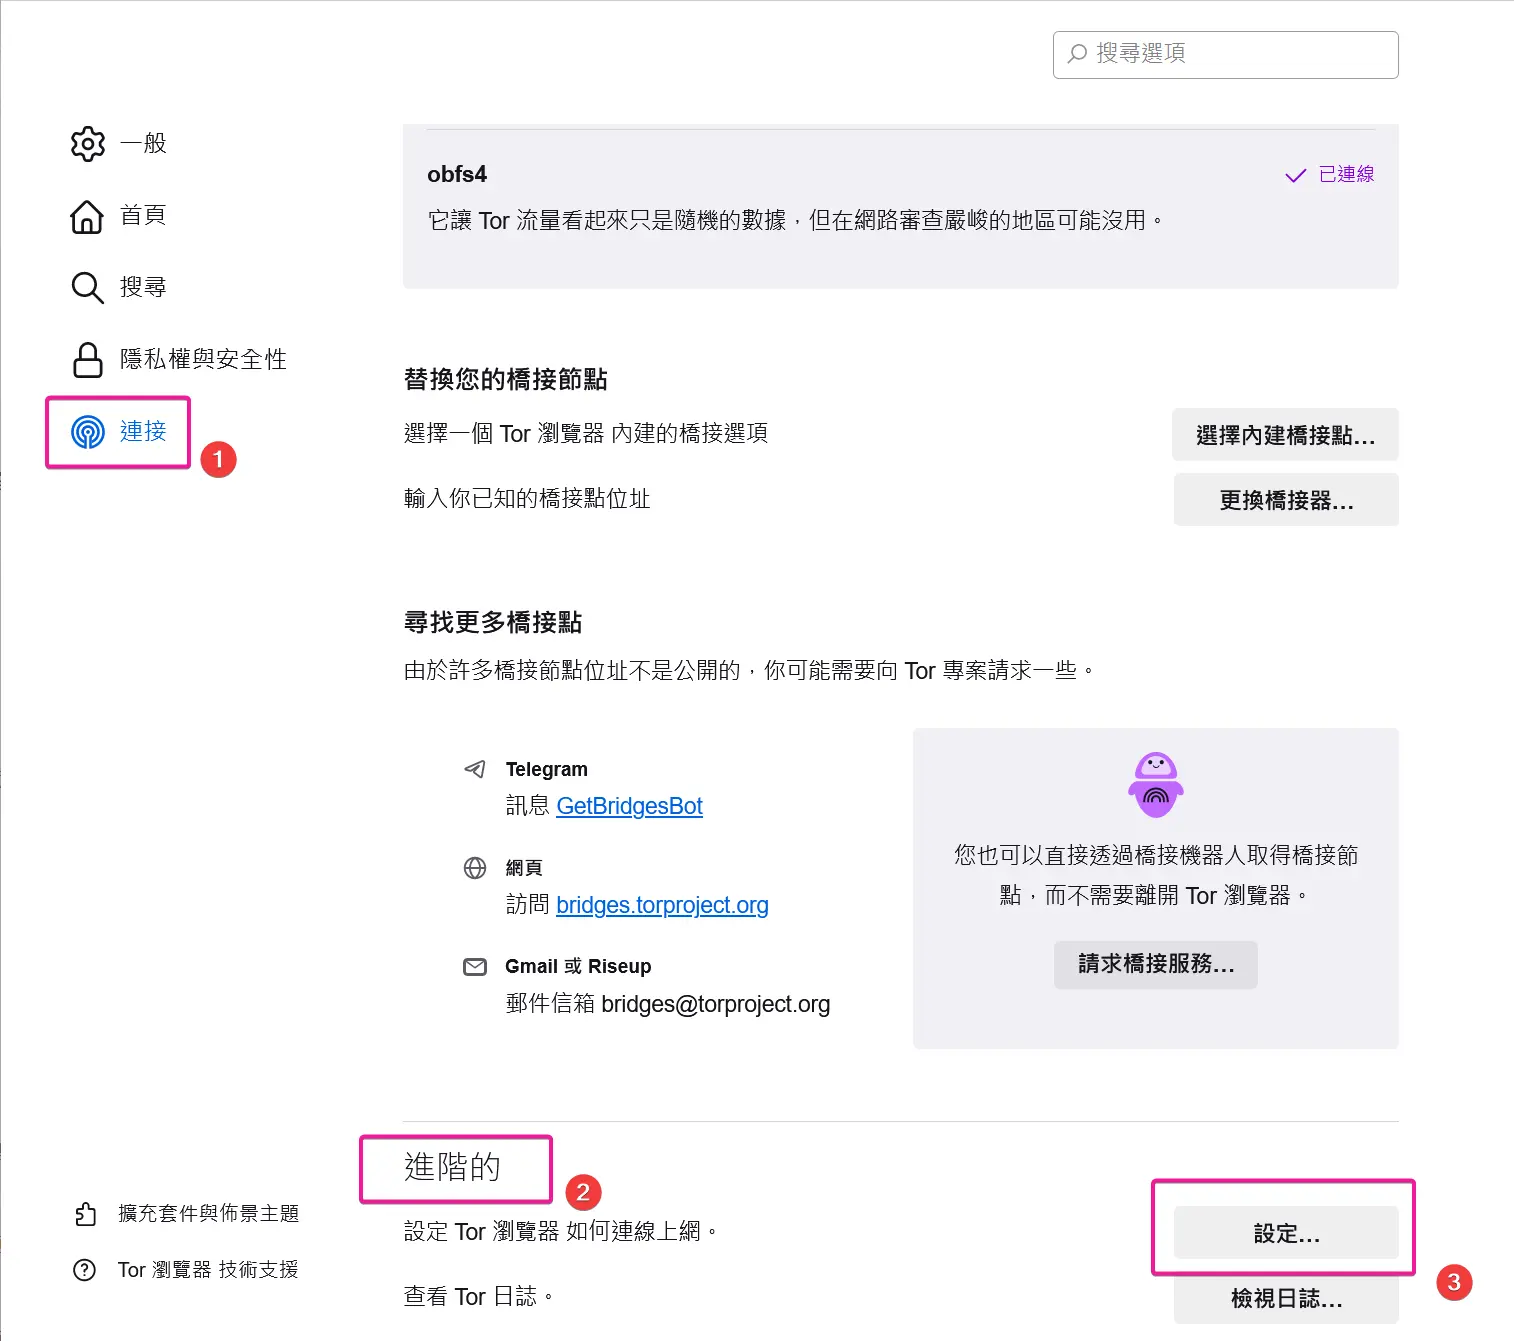 搜尋選項
一般
首頁
搜尋
隱私權與安全性
連接
1
obfs4
已連線
它讓 Tor 流量看起來只是隨機的數據，但在網路審查嚴峻的地區可能沒用。
替換您的橋接節點
選擇一個 Tor 瀏覽器 內建的橋接選項
選擇內建橋接點...
輸入你已知的橋接點位址
更換橋接器...
尋找更多橋接點
由於許多橋接節點位址不是公開的，你可能需要向 Tor 專案請求一些。
Telegram
訊息 GetBridgesBot
網頁
訪問 bridges.torproject.org
Gmail 或 Riseup
郵件信箱 bridges@torproject.org
您也可以直接透過橋接機器人取得橋接節
點，而不需要離開 Tor 瀏覽器。
請求橋接服務...
進階的
2
設定 Tor 瀏覽器 如何連線上網。
設定...
3
查看 Tor 日誌。
檢視日誌...
擴充套件與佈景主題
Tor 瀏覽器 技術支援